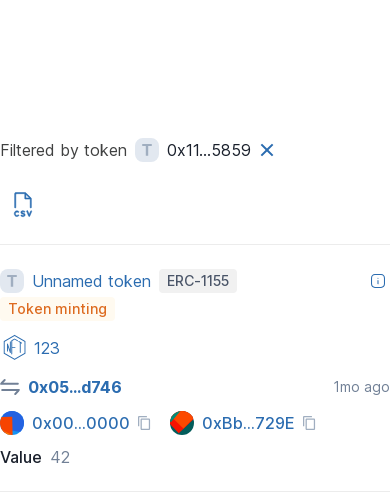 Filtered by token T 0x11...5859
CSV
T Unnamed token ERC-1155
Token minting
NFT 123
0x05...d746 1mo ago
0x00...0000 0xBb...729E
Value 42